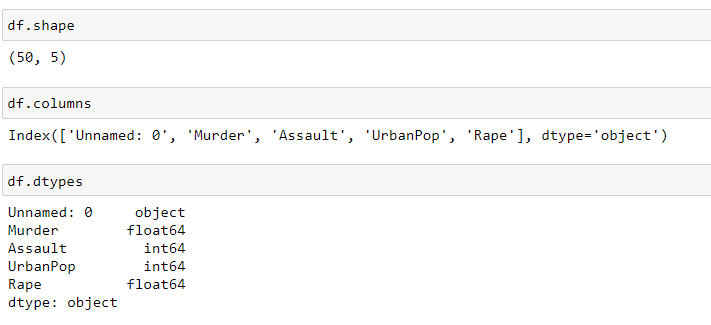 df.shape
(50, 5)
df.columns
Index(['Unnamed: 0', 'Murder', 'Assault', 'UrbanPop', 'Rape'], dtype='object')
df.dtypes
Unnamed: 0     object
Murder        float64
Assault         int64
UrbanPop        int64
Rape          float64
dtype: object